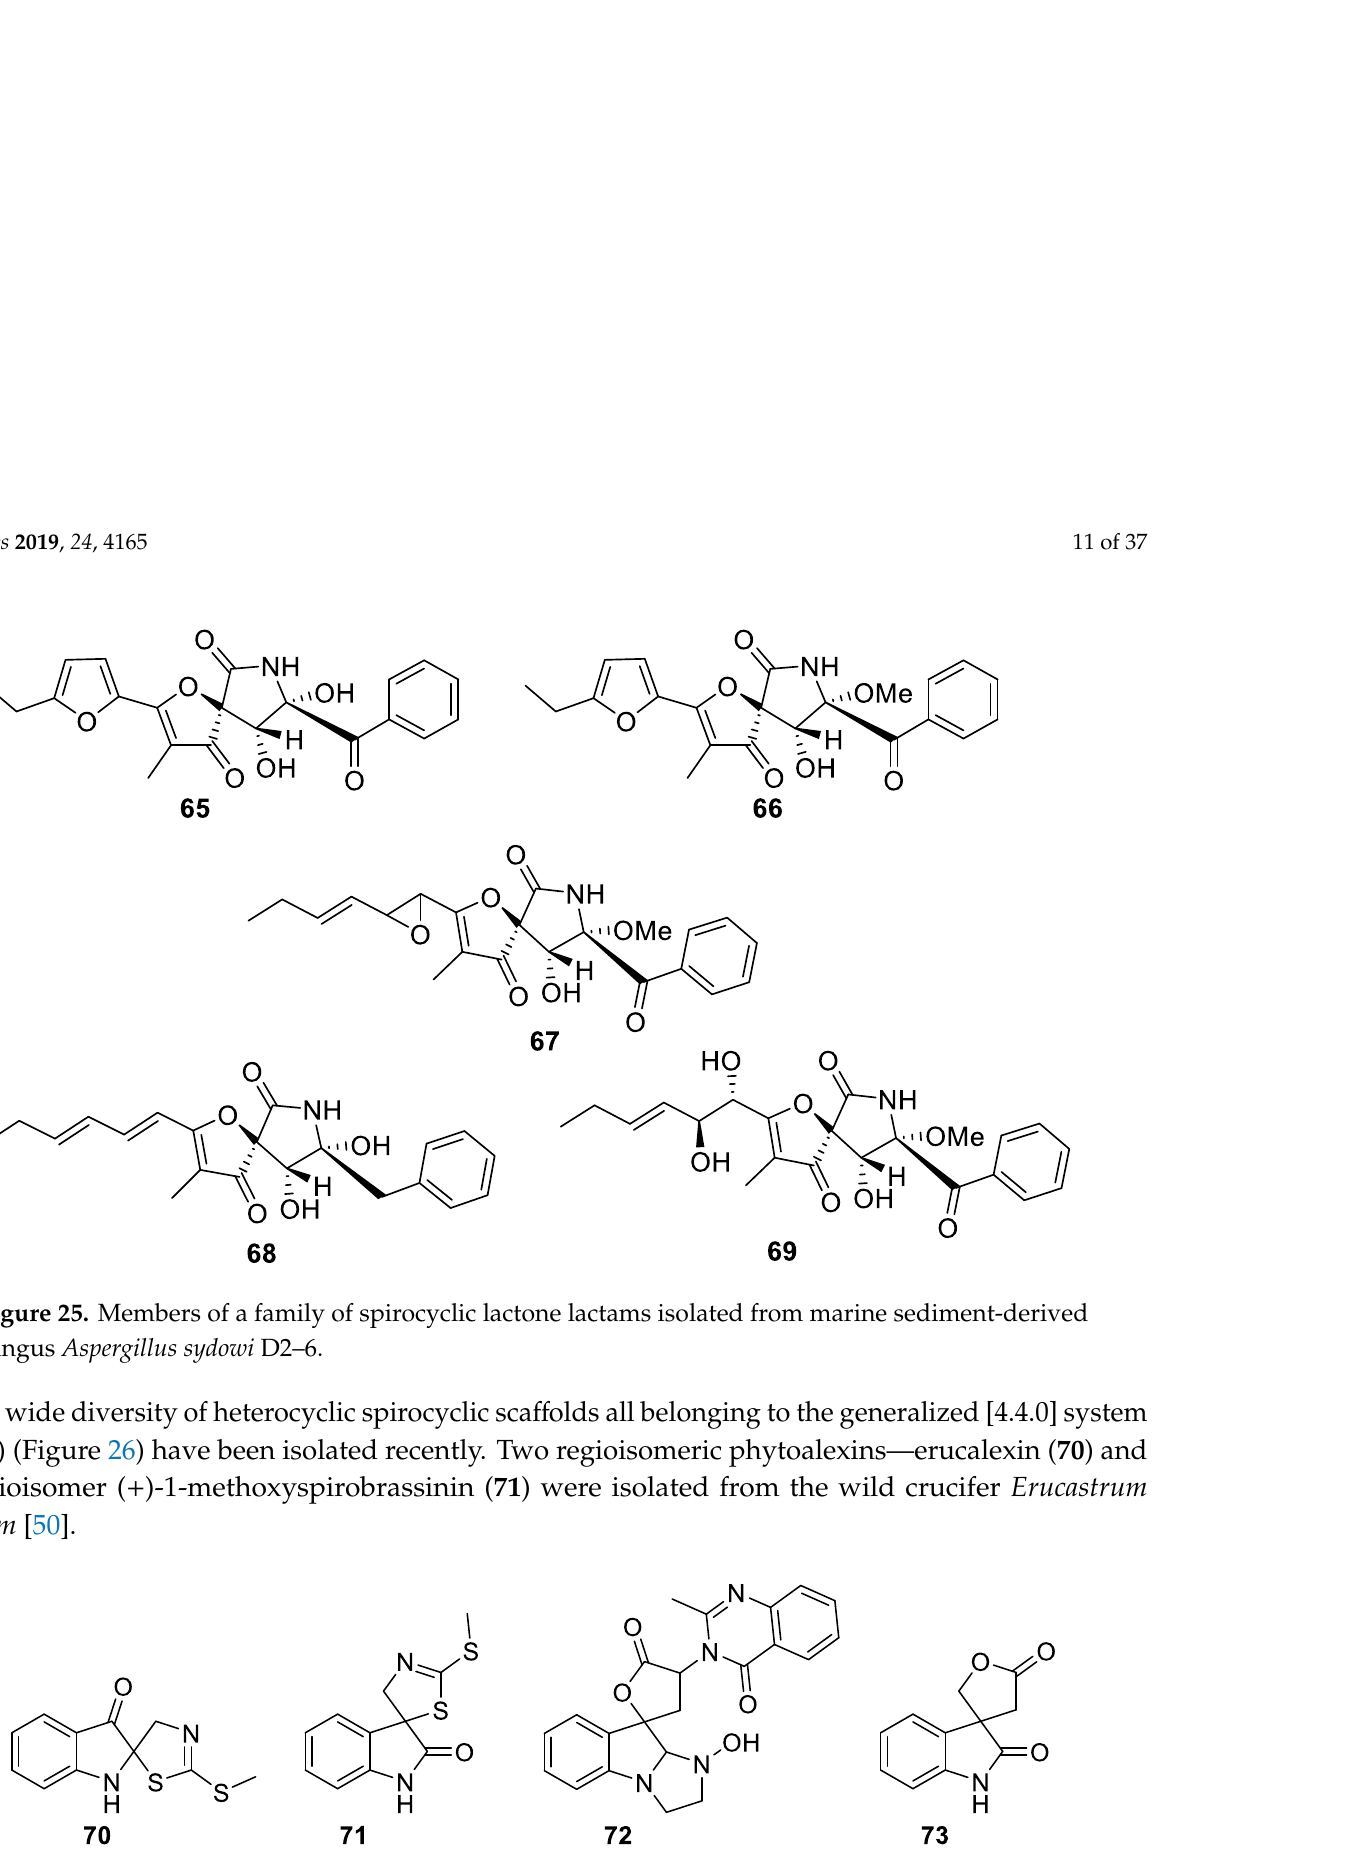 s 2019, 24, 4165 11 of 37
O NH O OH O H OH O O
O NH O OMe O H OH O O
65 66
O O NH OMe O H O OH O
67
O O NH OH H O OH
HO O O NH OMe OH H O OH O
68 69
gure 25. Members of a family of spirocyclic lactone lactams isolated from marine sediment-derived
ngus Aspergillus sydowi D2–6.
wide diversity of heterocyclic spirocyclic scaffolds all belonging to the generalized [4.4.0] system
) (Figure 26) have been isolated recently. Two regioisomeric phytoalexins—erucalexin (70) and
ioisomer (+)-1-methoxyspirobrassinin (71) were isolated from the wild crucifer Erucastrum
m [50].
O N N H S S
N S S O N H
N O N O O N OH N
O O O N H
70 71 72 73